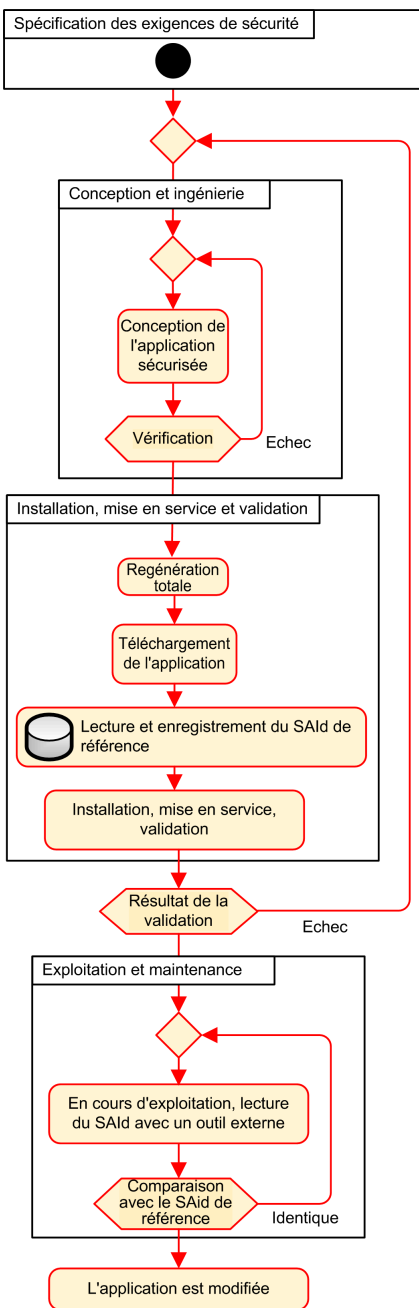 Spécification des exigences de sécurité
Conception et ingénierie
Conception de
l'application
sécurisée
Vérification
Echec
Installation, mise en service et validation
Regénération
totale
Téléchargement
de l'application
Lecture et enregistrement du SAId de
référence
Installation, mise en service,
validation
Résultat de la
validation
Echec
Exploitation et maintenance
En cours d'exploitation, lecture
du SAId avec un outil externe
Comparaison
avec le SAid de
référence
Identique
L'application est modifiée